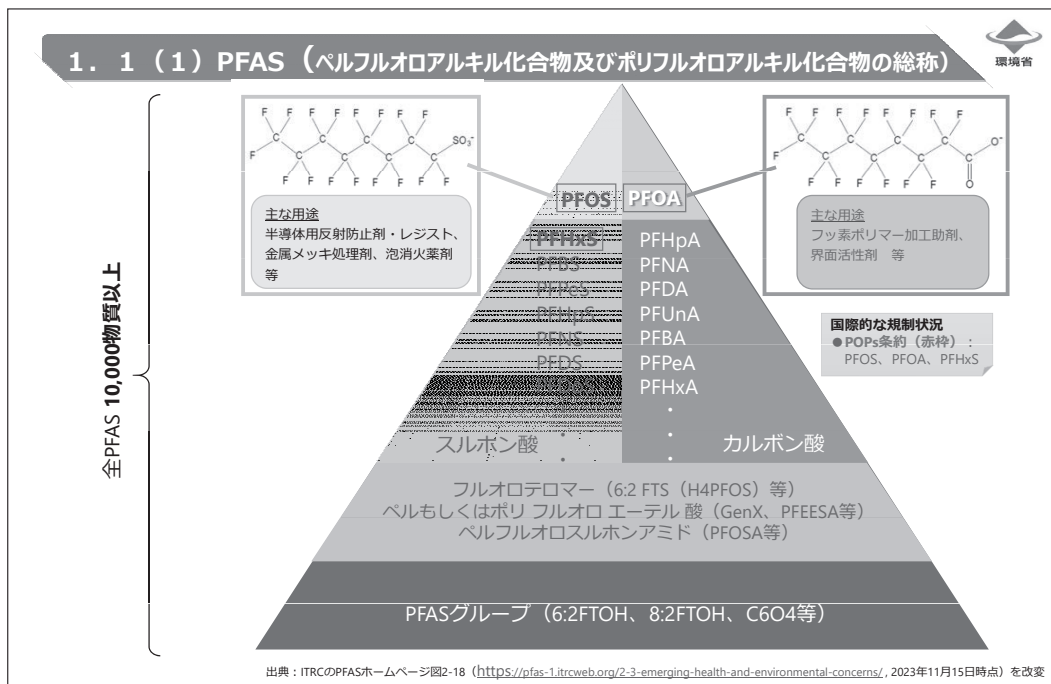 1．1（1）PFAS（ペルフルオロアルキル化合物及びポリフルオロアルキル化合物の総称）
環境省
F F F F F F F F
C C C C C C C C SO₃⁻
F
F F F F F F F F
主な用途
半導体用反射防止剤・レジスト、
金属メッキ処理剤、泡消火薬剤
等
F F F F F F F
C C C C C C C C O⁻
F
F F F F F F F O
主な用途
フッ素ポリマー加工助剤、
界面活性剤　等
全PFAS 10,000物質以上
PFOS
PFOA
PFHxS
PFBS
PFPeS
PFHpS
PFNS
PFDS
PFHpA
PFNA
PFDA
PFUnA
PFBA
PFPeA
PFHxA
・
・
・
スルホン酸
カルボン酸
国際的な規制状況
●POPs条約（赤枠）：
PFOS、PFOA、PFHxS
フルオロテロマー（6:2 FTS（H4PFOS）等）
ペルもしくはポリ フルオロ エーテル 酸（GenX、PFEESA等）
ペルフルオロスルホンアミド（PFOSA等）
PFASグループ（6:2FTOH、8:2FTOH、C6O4等）
出典：ITRCのPFASホームページ図2-18（https://pfas-1.itrcweb.org/2-3-emerging-health-and-environmental-concerns/ , 2023年11月15日時点）を改変